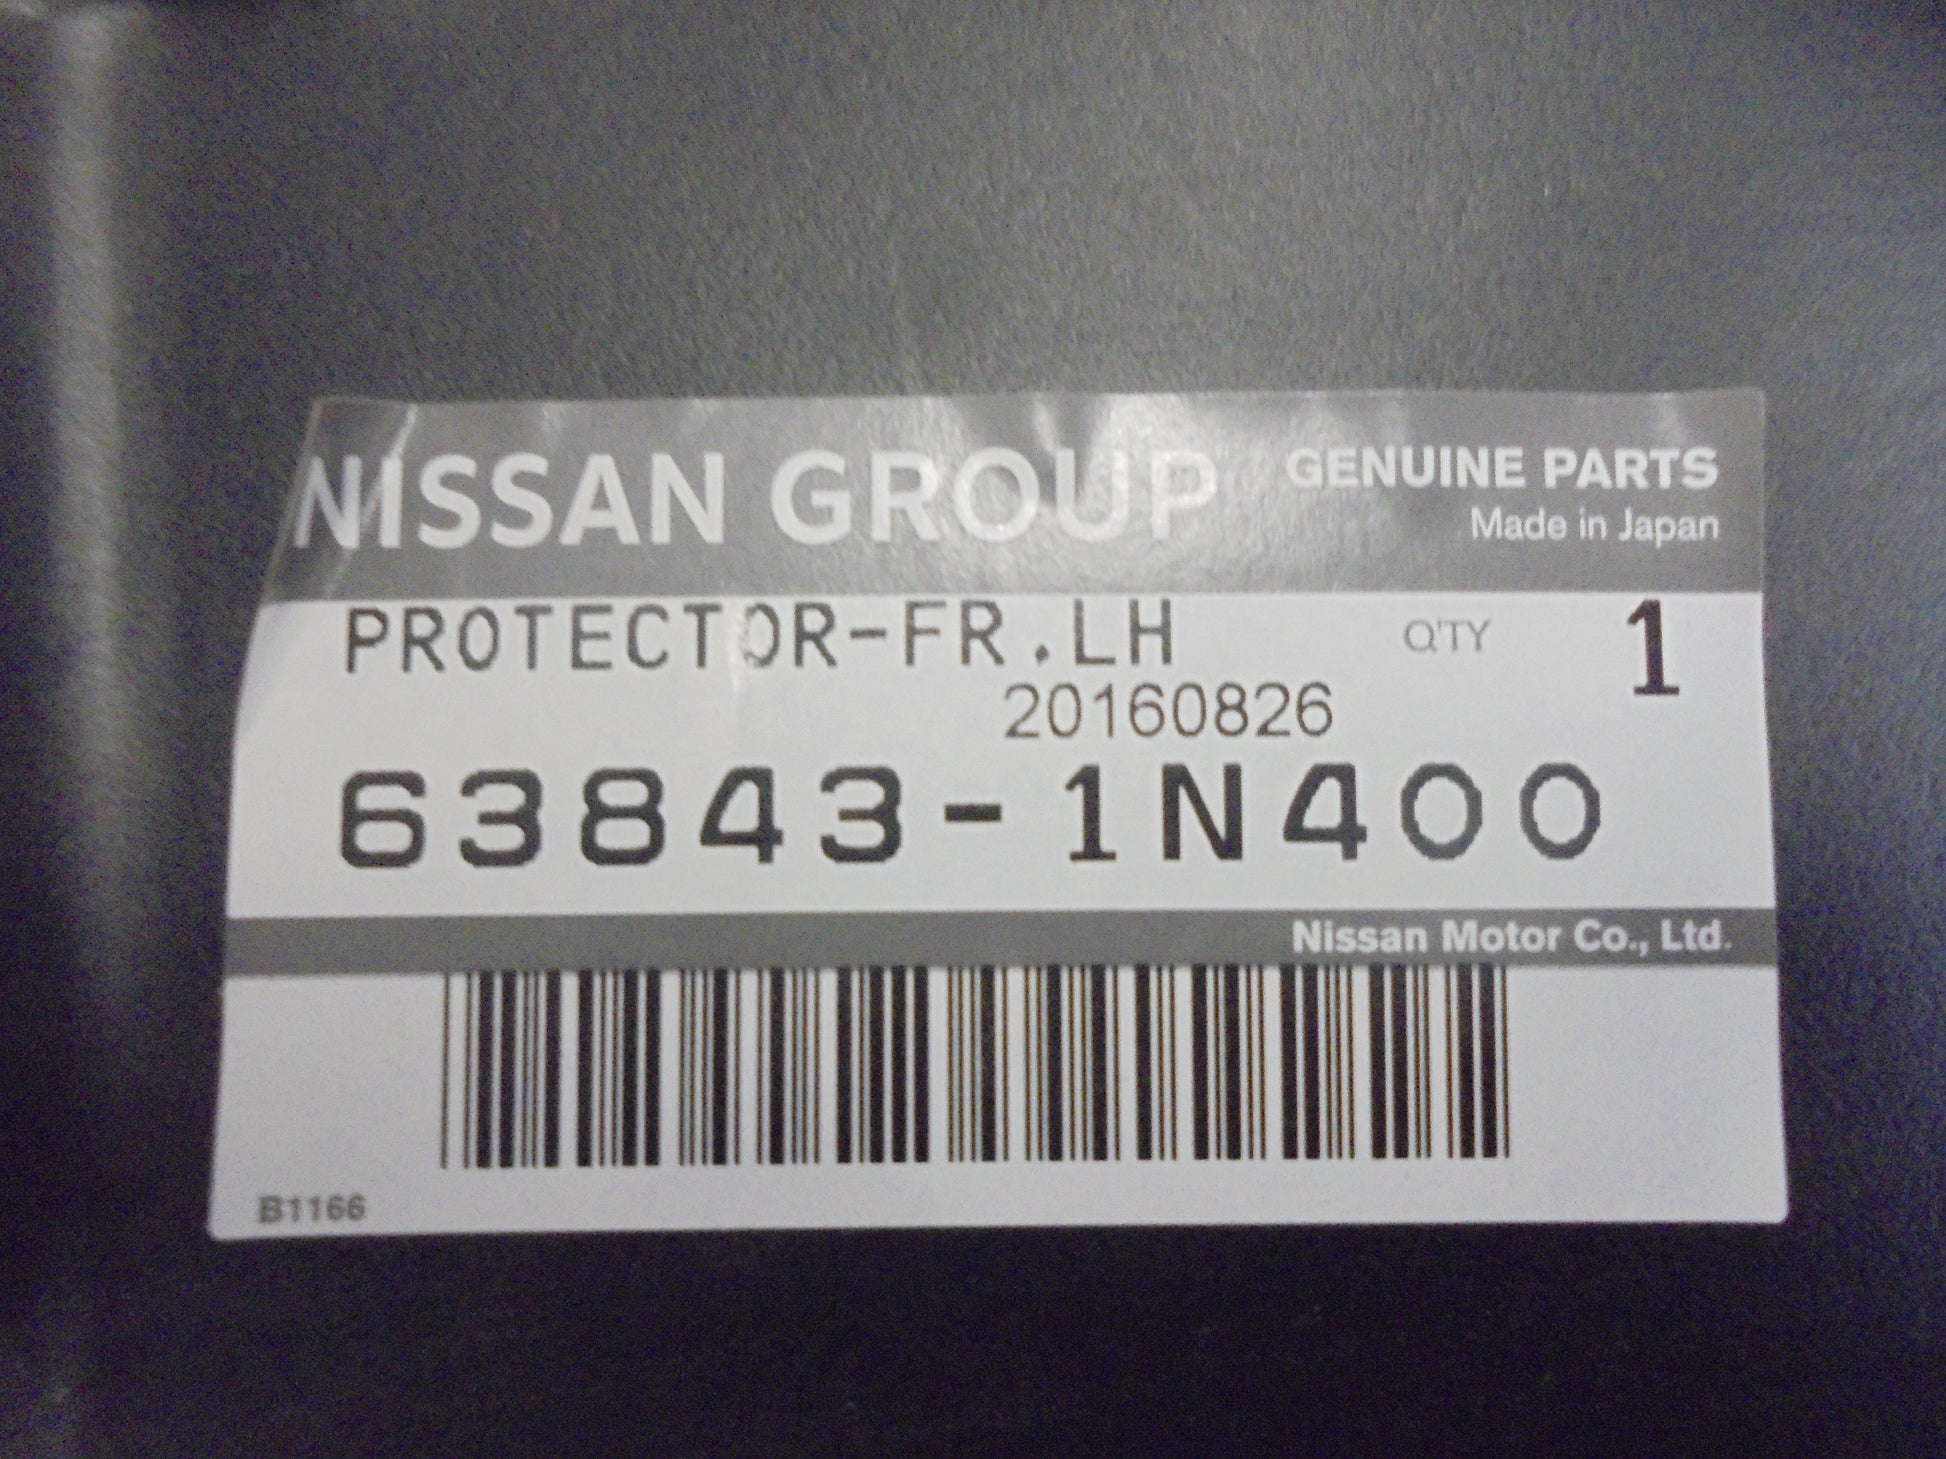 NISSAN GROUP GENUINE PARTS
Made in Japan
PROTECTOR-FR.LH Q'TY 1
20160826
63843-1N400
Nissan Motor Co., Ltd.
B1166